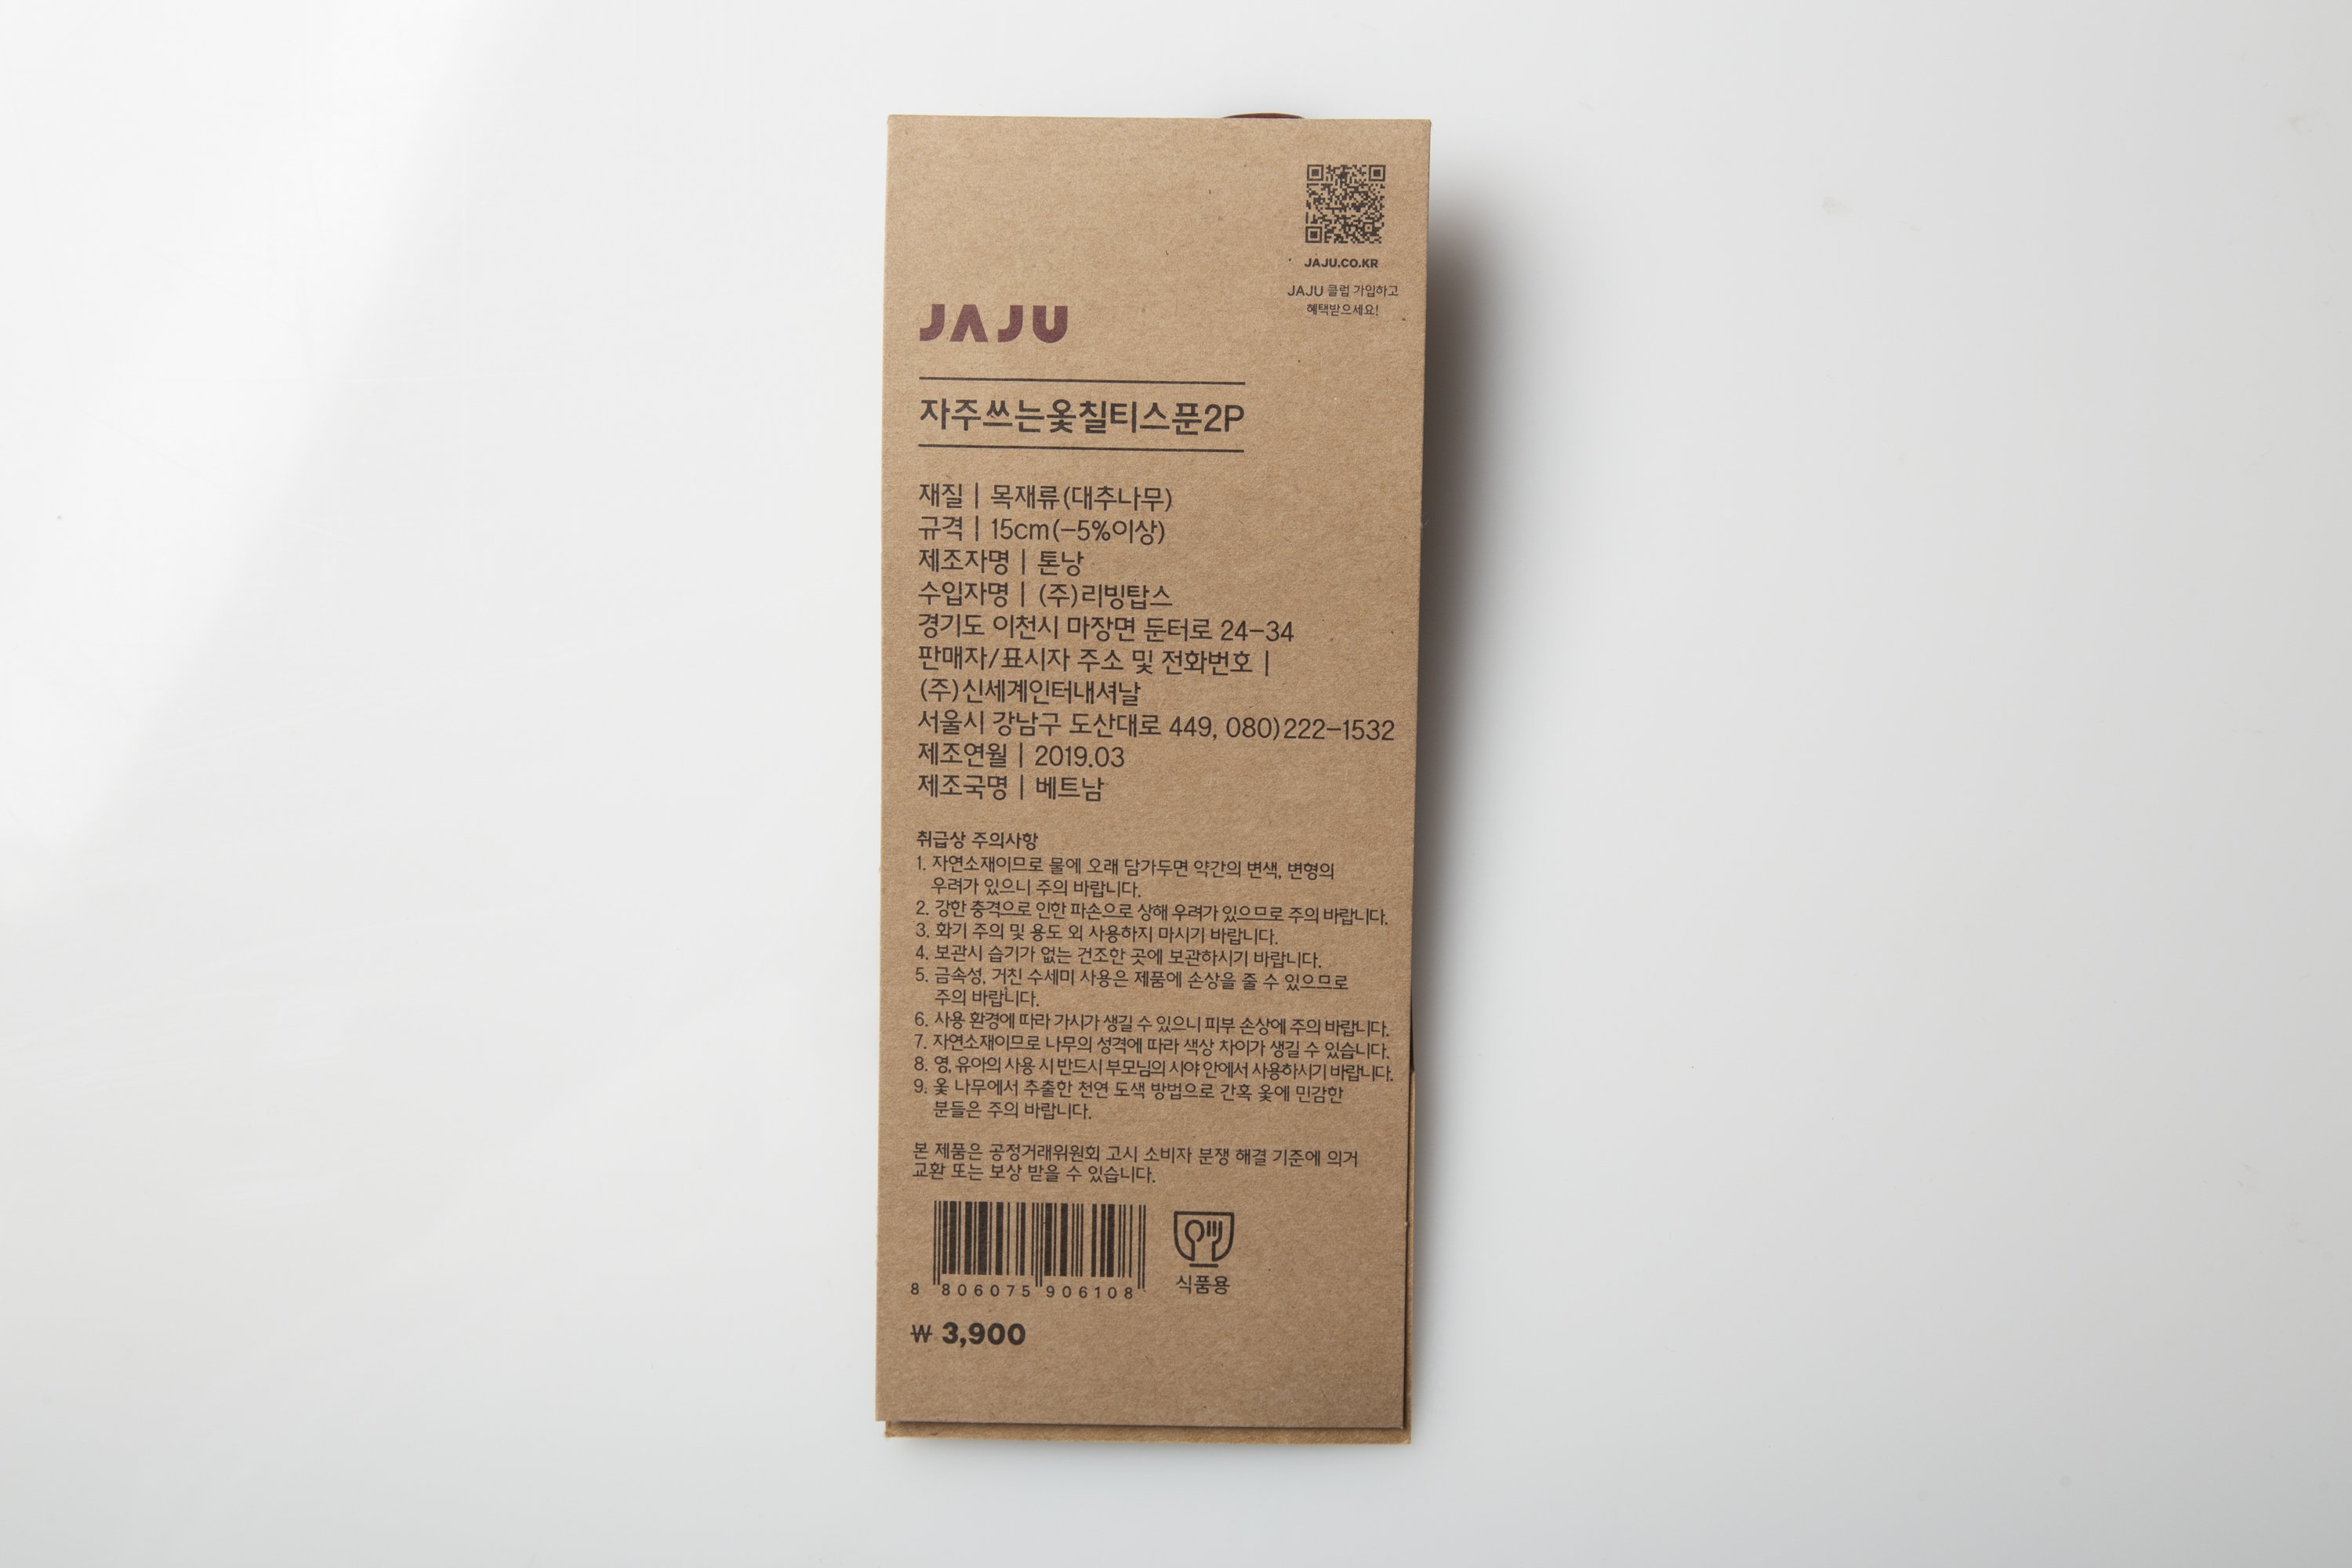 JAJU.CO.KR
JAJU 클럽 가입하고
혜택받으세요!
JAJU
자주쓰는옻칠티스푼2P
재질 | 목재류(대추나무)
규격 | 15cm(-5%이상)
제조자명 | 톤낭
수입자명 | (주)리빙탑스
경기도 이천시 마장면 둔터로 24-34
판매자/표시자 주소 및 전화번호 |
(주)신세계인터내셔날
서울시 강남구 도산대로 449, 080)222-1532
제조연월 | 2019.03
제조국명 | 베트남
취급상 주의사항
1. 자연소재이므로 물에 오래 담가두면 약간의 변색, 변형의
우려가 있으니 주의 바랍니다.
2. 강한 충격으로 인한 파손으로 상해 우려가 있으므로 주의 바랍니다.
3. 화기 주의 및 용도 외 사용하지 마시기 바랍니다.
4. 보관시 습기가 없는 건조한 곳에 보관하시기 바랍니다.
5. 금속성, 거친 수세미 사용은 제품에 손상을 줄 수 있으므로
주의 바랍니다.
6. 사용 환경에 따라 가시가 생길 수 있으니 피부 손상에 주의 바랍니다.
7. 자연소재이므로 나무의 성격에 따라 색상 차이가 생길 수 있습니다.
8. 영, 유아의 사용 시 반드시 부모님의 시야 안에서 사용하시기 바랍니다.
9. 옻 나무에서 추출한 천연 도색 방법으로 간혹 옻에 민감한
분들은 주의 바랍니다.
본 제품은 공정거래위원회 고시 소비자 분쟁 해결 기준에 의거
교환 또는 보상 받을 수 있습니다.
8 806075 906108
식품용
₩ 3,900